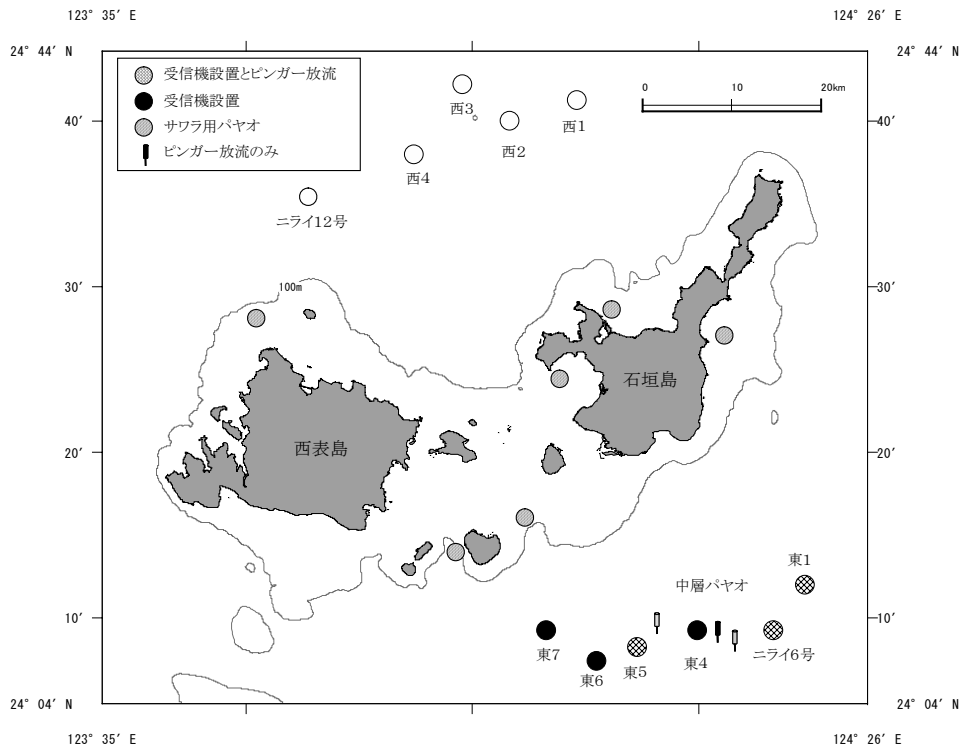 123° 35′ E
124° 26′ E
24° 44′ N
24° 44′ N
受信機設置とピンガー放流
受信機設置
サワラ用パヤオ
ピンガー放流のみ
0 10 20km
西3
西1
西2
西4
40′
40′
ニライ12号
30′
30′
100m
石垣島
西表島
20′
20′
東1
中層パヤオ
10′
10′
東7
東6
東5
東4
ニライ6号
24° 04′ N
24° 04′ N
123° 35′ E
124° 26′ E